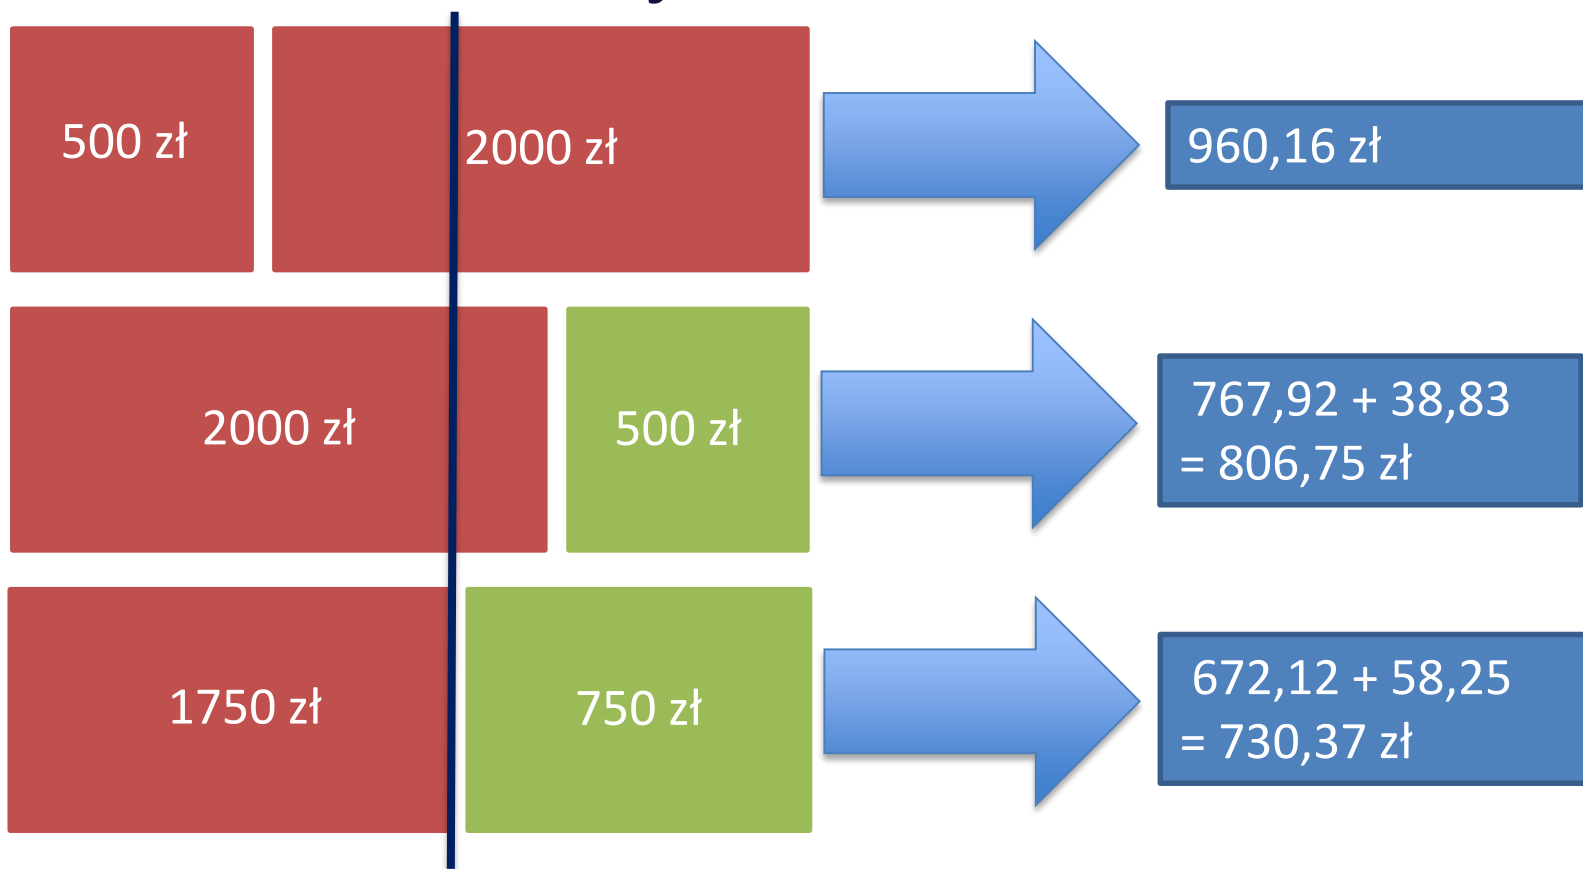 500 zł
2000 zł
960,16 zł
2000 zł
500 zł
767,92 + 38,83
= 806,75 zł
1750 zł
750 zł
672,12 + 58,25
= 730,37 zł